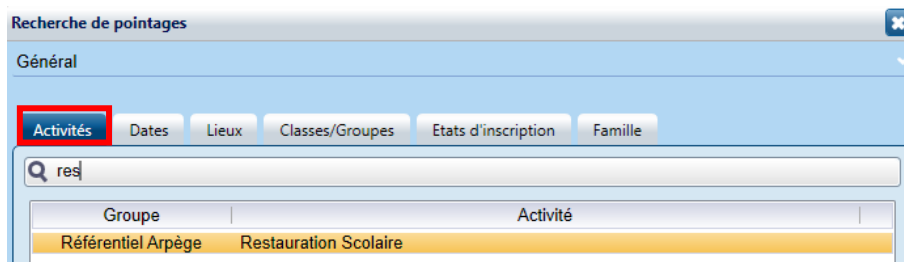 Recherche de pointages
Général
Activités Dates Lieux Classes/Groupes Etats d'inscription Famille
res
Groupe Activité
Référentiel Arpège Restauration Scolaire